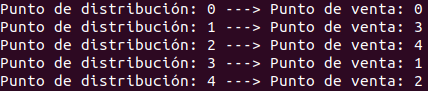 Punto de distribución: 0 ---> Punto de venta: 0
Punto de distribución: 1 ---> Punto de venta: 3
Punto de distribución: 2 ---> Punto de venta: 4
Punto de distribución: 3 ---> Punto de venta: 1
Punto de distribución: 4 ---> Punto de venta: 2